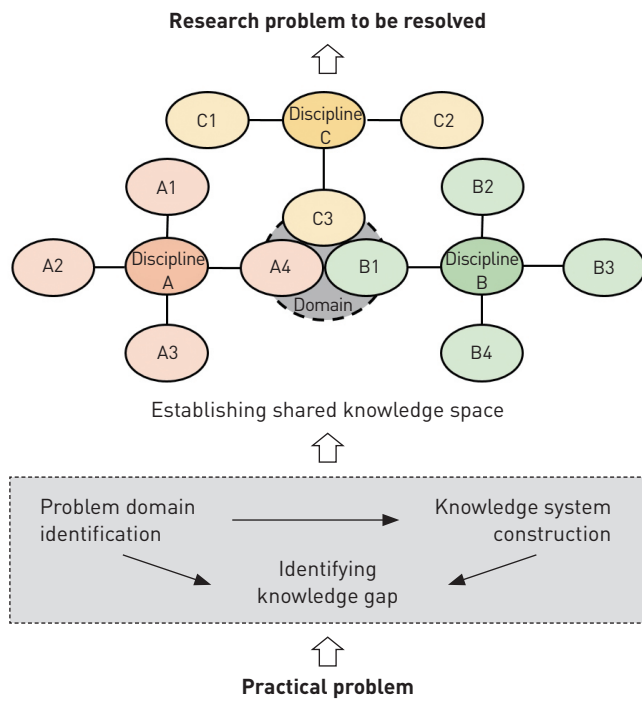 Research problem to be resolved
C1
Discipline
C
C2
A1
B2
C3
A2
Discipline
A
A4
B1
Discipline
B
B3
Domain
A3
B4
Establishing shared knowledge space
Problem domain
identification
Knowledge system
construction
Identifying
knowledge gap
Practical problem